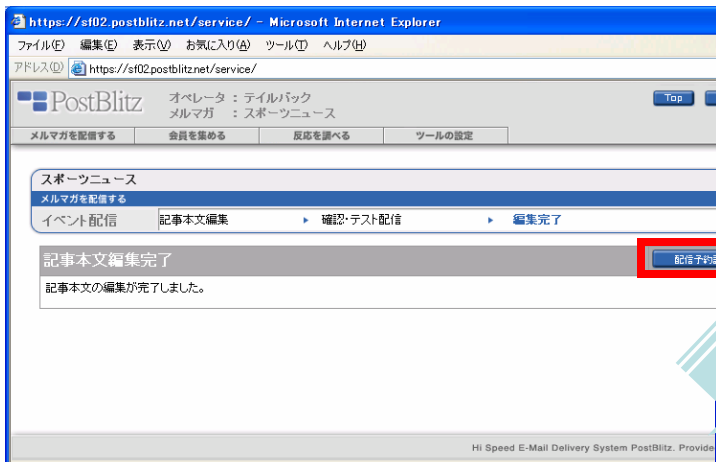 https://sf02.postblitz.net/service/ - Microsoft Internet Explorer
ファイル(F) 編集(E) 表示(V) お気に入り(A) ツール(T) ヘルプ(H)
アドレス(D) https://sf02.postblitz.net/service/
PostBlitz オペレータ : テイルバック Top
メルマガ : スポーツニュース
メルマガを配信する 会員を集める 反応を調べる ツールの設定
スポーツニュース
メルマガを配信する
イベント配信 記事本文編集 確認・テスト配信 編集完了
記事本文編集完了 配信予約
記事本文の編集が完了しました。
Hi Speed E-Mail Delivery System PostBlitz. Provide